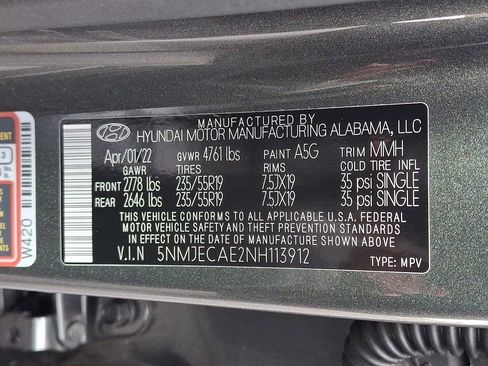 MANUFACTURED BY
HYUNDAI MOTOR MANUFACTURING ALABAMA, LLC
Apr/01/22 GVWR 4761 lbs PAINT A5G TRIM MMH
GAWR TIRES RIMS COLD TIRE INFL
FRONT 2778 lbs 235/55R19 7.5JX19 35 psi SINGLE
REAR 2646 lbs 235/55R19 7.5JX19 35 psi SINGLE
THIS VEHICLE CONFORMS TO ALL APPLICABLE U.S.A. FEDERAL
MOTOR VEHICLE SAFETY AND THEFT PREVENTION STANDARDS
IN EFFECT ON THE DATE OF MANUFACTURE SHOWN ABOVE.
V.I.N 5NMJECAE2NH113912 TYPE: MPV
W420
3